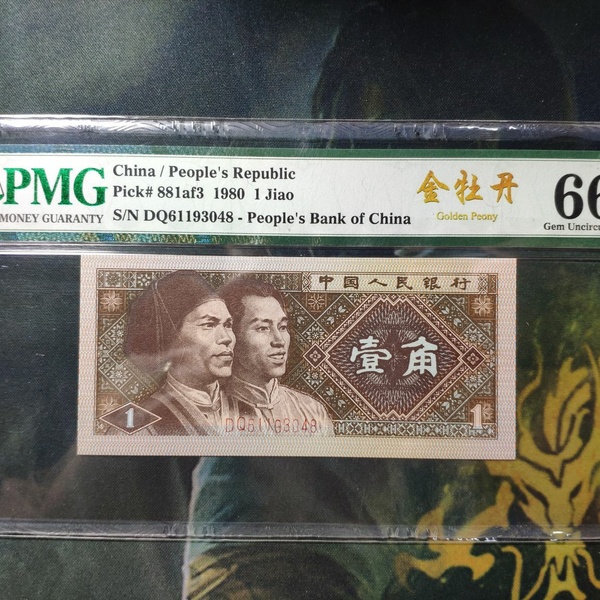 PMG
MONEY GUARANTY
China / People's Republic
Pick# 881af3 1980 1 Jiao
S/N DQ61193048 - People's Bank of China
金牡丹
Golden Peony
66
Gem Uncircu
中国人民银行
壹角
1
DQ61193048
1